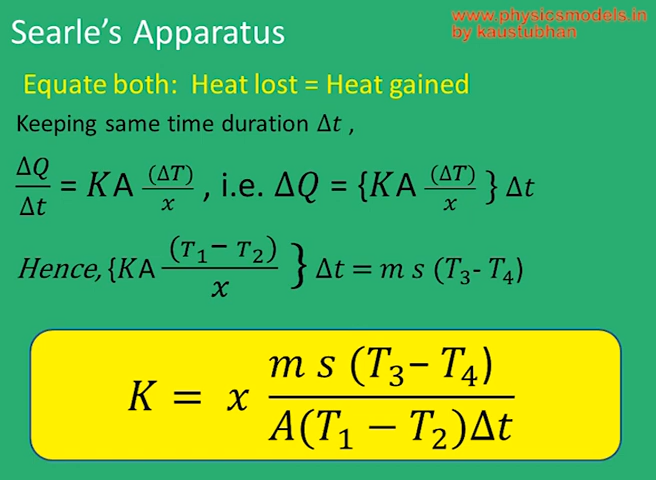 Searle's Apparatus
www.physicsmodels.in
by kaustubhan
Equate both: Heat lost = Heat gained
Keeping same time duration Δt ,
ΔQ/Δt = KA (ΔT)/x , i.e. ΔQ = {KA (ΔT)/x } Δt
Hence, {KA (T₁− T₂)/x } Δt = m s (T₃- T₄)
K = x m s (T₃− T₄)/A(T₁ − T₂)Δt